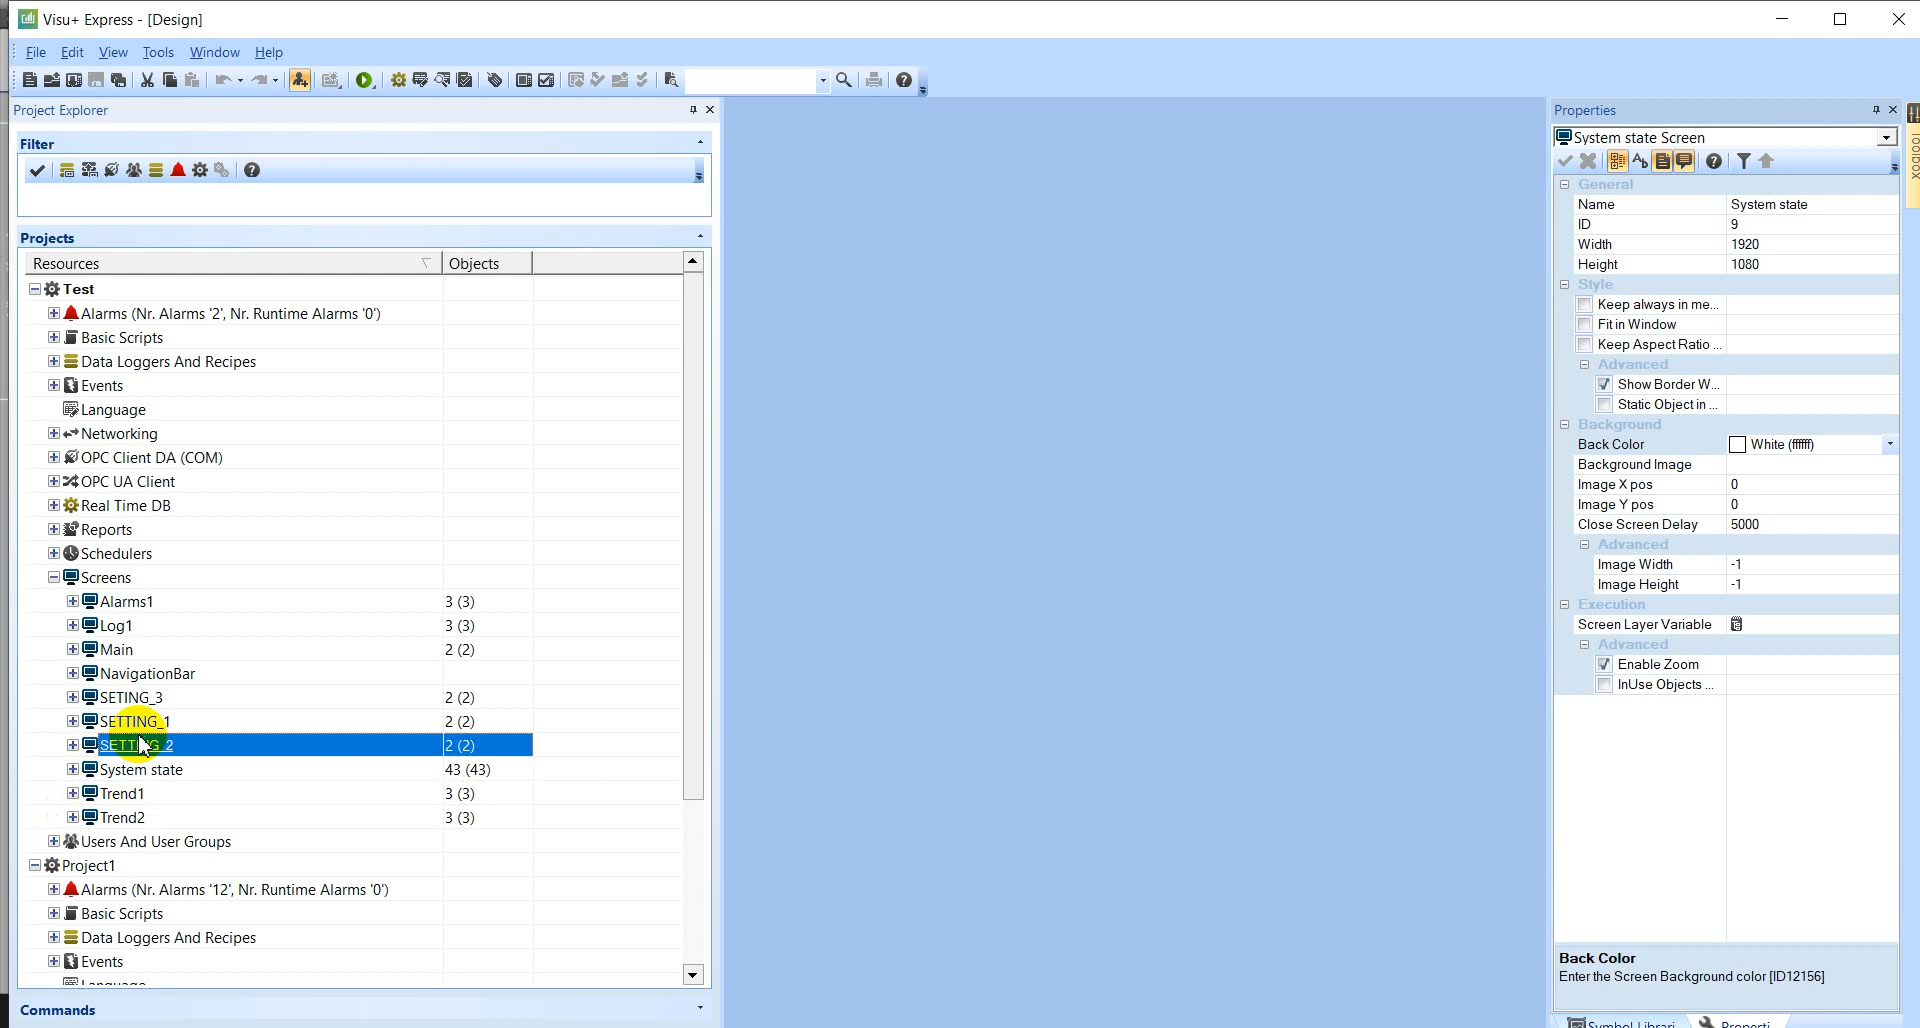 Visu+ Express - [Design]
File Edit View Tools Window Help
Project Explorer
Filter
Projects
Resources Objects
Test
Alarms (Nr. Alarms '2', Nr. Runtime Alarms '0')
Basic Scripts
Data Loggers And Recipes
Events
Language
Networking
OPC Client DA (COM)
OPC UA Client
Real Time DB
Reports
Schedulers
Screens
Alarms1 3 (3)
Log1 3 (3)
Main 2 (2)
NavigationBar
SETING_3 2 (2)
SETTING_1 2 (2)
SETTING_2 2 (2)
System state 43 (43)
Trend1 3 (3)
Trend2 3 (3)
Users And User Groups
Project1
Alarms (Nr. Alarms '12', Nr. Runtime Alarms '0')
Basic Scripts
Data Loggers And Recipes
Events
Language
Commands
Properties
System state Screen
General
Name System state
ID 9
Width 1920
Height 1080
Style
Keep always in me...
Fit in Window
Keep Aspect Ratio ...
Advanced
Show Border W...
Static Object in ...
Background
Back Color White (ffffff)
Background Image
Image X pos 0
Image Y pos 0
Close Screen Delay 5000
Advanced
Image Width -1
Image Height -1
Execution
Screen Layer Variable
Advanced
Enable Zoom
InUse Objects ...
Back Color
Enter the Screen Background color [ID12156]
Symbol Librari... Properti...
Toolbox